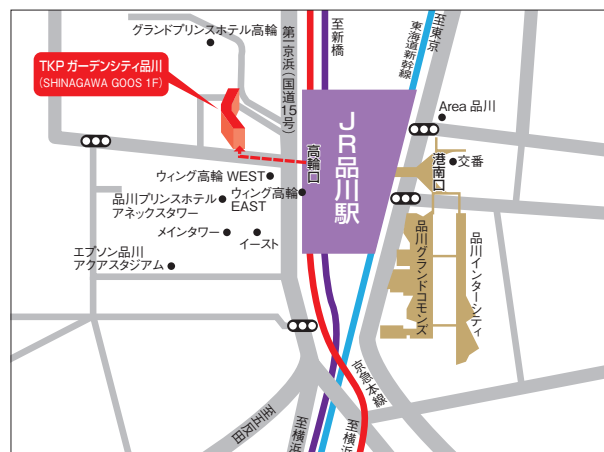 グランドプリンスホテル高輪
TKP ガーデンシティ品川
(SHINAGAWA GOOS 1F)
第一京浜(国道15号)
至新橋
至東京
東海道新幹線
Area 品川
JR品川駅
高輪口
港南口
交番
ウィング高輪 WEST
ウィング高輪
EAST
品川プリンスホテル
アネックスタワー
メインタワー
イースト
エプソン品川
アクアスタジアム
品川グランドコモンズ
品川インターシティ
京急本線
至五反田
至横浜
至横浜
至横浜